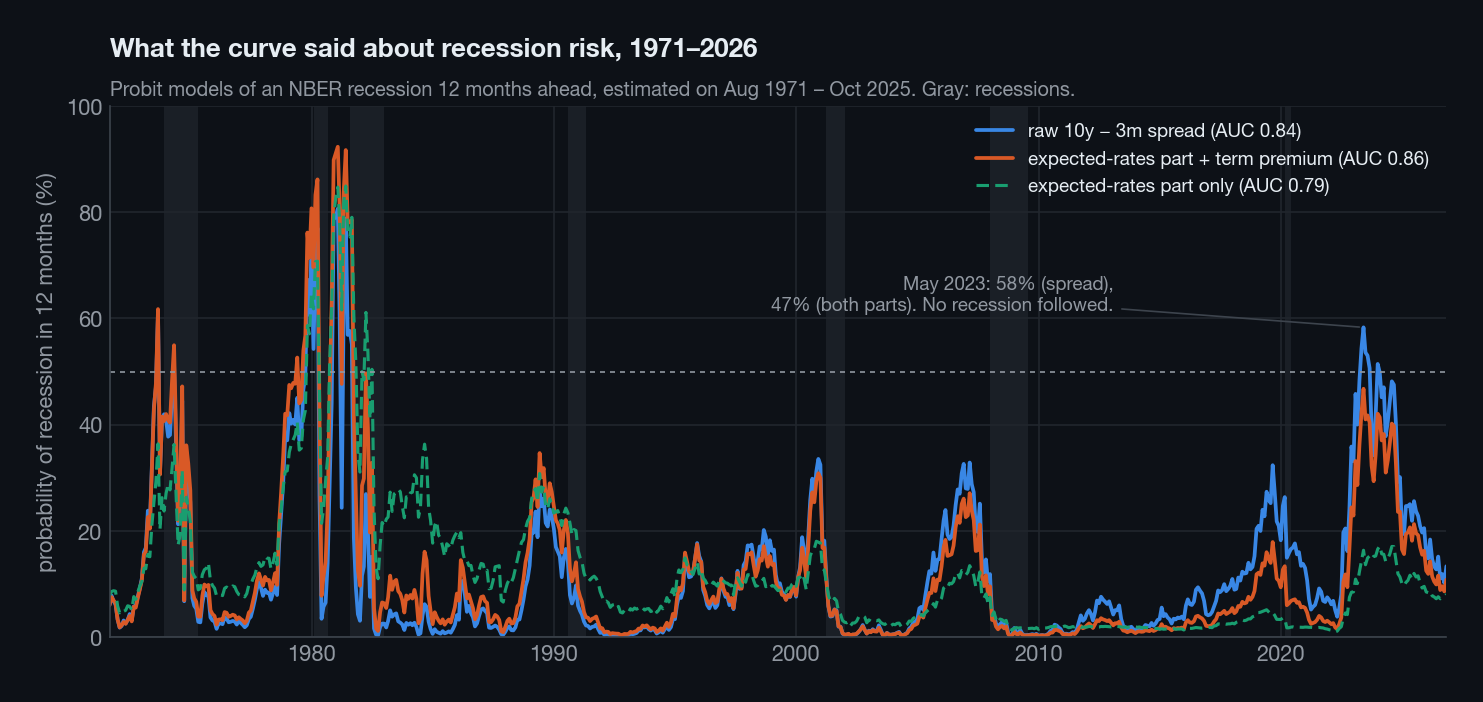 What the curve said about recession risk, 1971–2026
Probit models of an NBER recession 12 months ahead, estimated on Aug 1971 – Oct 2025. Gray: recessions.
probability of recession in 12 months (%)
100
80
60
40
20
0
raw 10y − 3m spread (AUC 0.84)
expected-rates part + term premium (AUC 0.86)
expected-rates part only (AUC 0.79)
May 2023: 58% (spread),
47% (both parts). No recession followed.
1980
1990
2000
2010
2020